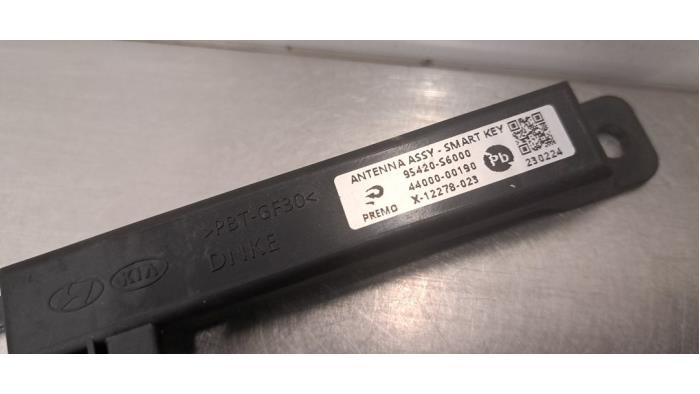 ANTENNA ASSY - SMART KEY
95420-S6000
44000-00190
X-12278-023
PREMO
Pb
230224
>PBT-GF30<
DNKE
KIA